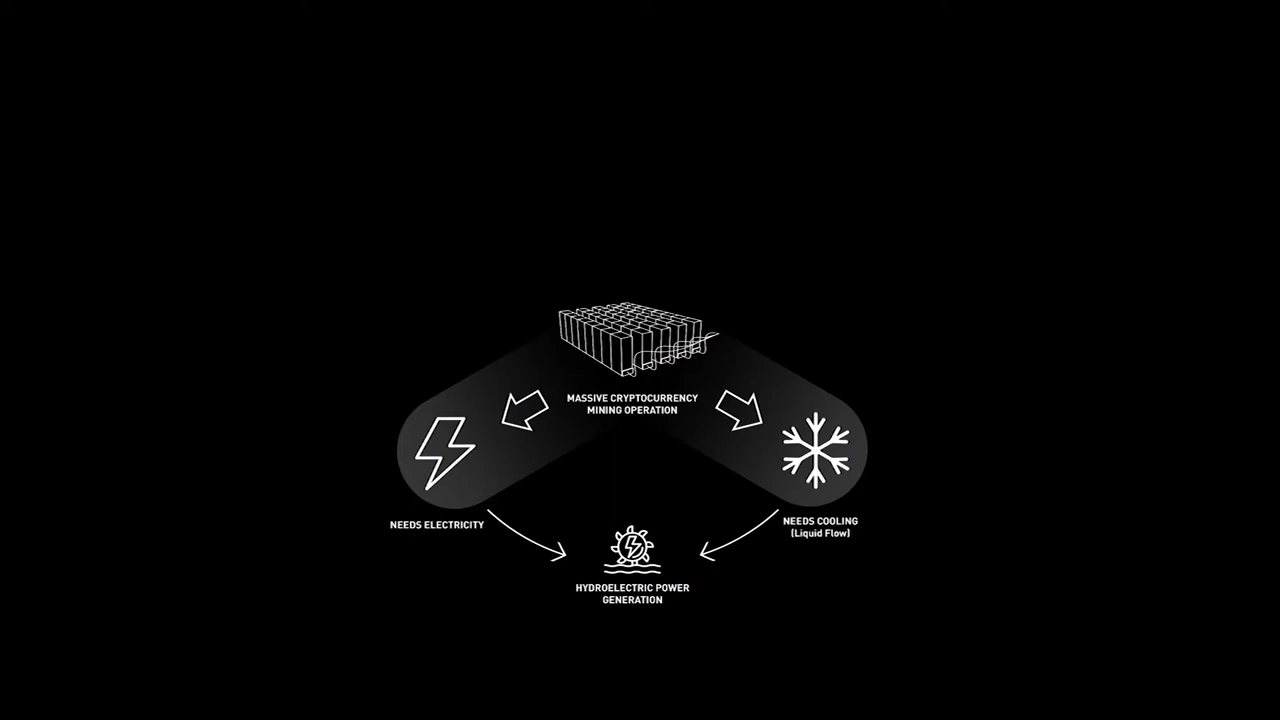 MASSIVE CRYPTOCURRENCY
MINING OPERATION
NEEDS ELECTRICITY
NEEDS COOLING
(Liquid Flow)
HYDROELECTRIC POWER
GENERATION